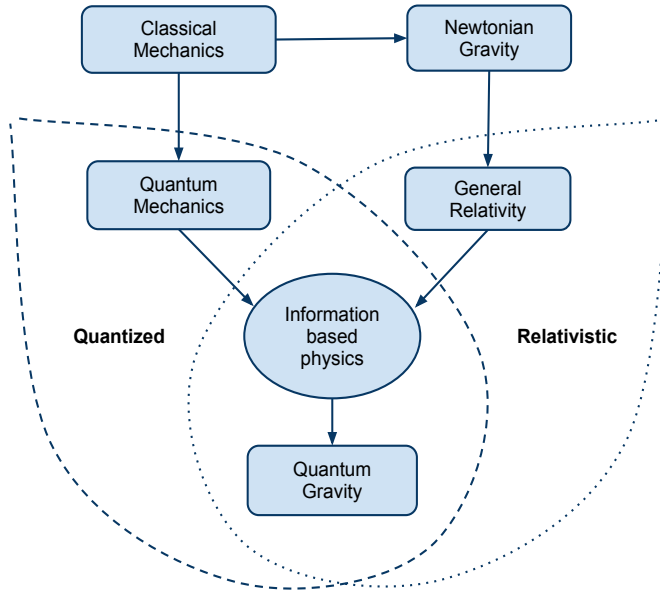 Classical
Mechanics
Newtonian
Gravity
Quantum
Mechanics
General
Relativity
Information
based
physics
Quantized
Relativistic
Quantum
Gravity